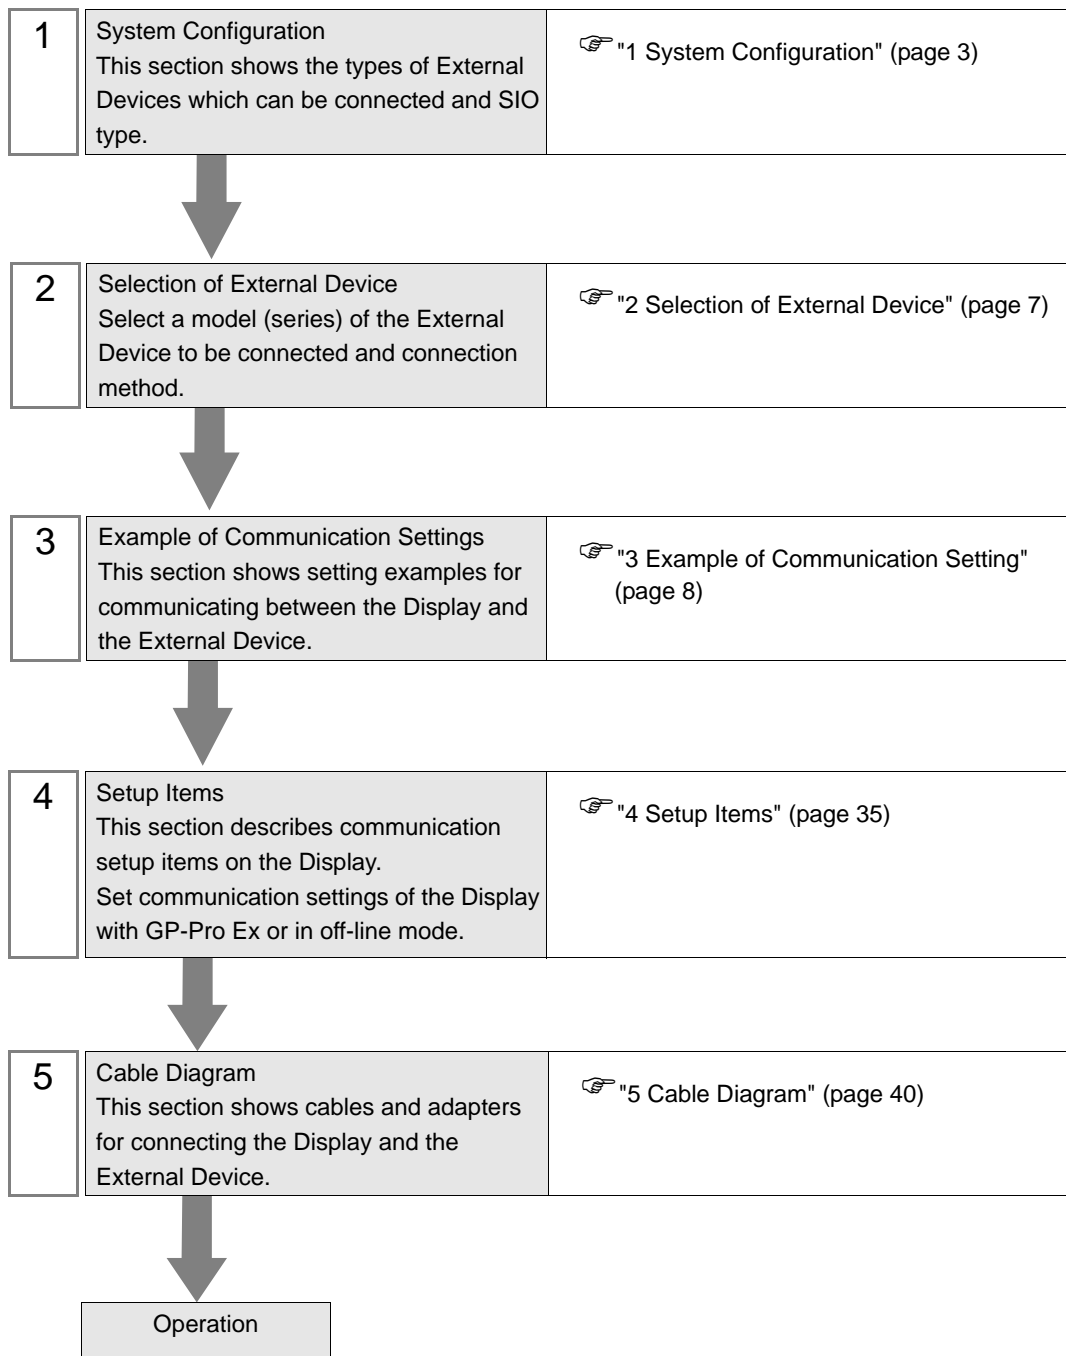 1
System Configuration
This section shows the types of External
Devices which can be connected and SIO
type.
"1 System Configuration" (page 3)
2
Selection of External Device
Select a model (series) of the External
Device to be connected and connection
method.
"2 Selection of External Device" (page 7)
3
Example of Communication Settings
This section shows setting examples for
communicating between the Display and
the External Device.
"3 Example of Communication Setting"
(page 8)
4
Setup Items
This section describes communication
setup items on the Display.
Set communication settings of the Display
with GP-Pro Ex or in off-line mode.
"4 Setup Items" (page 35)
5
Cable Diagram
This section shows cables and adapters
for connecting the Display and the
External Device.
"5 Cable Diagram" (page 40)
Operation